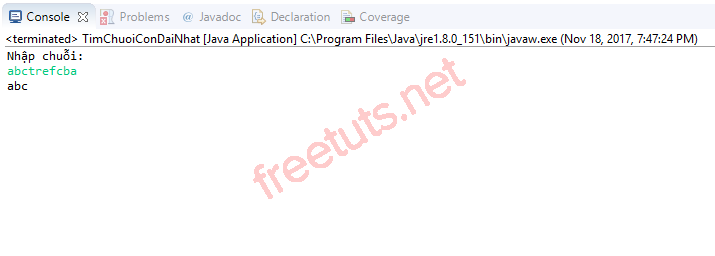 Console Problems @ Javadoc Declaration Coverage
<terminated> TimChuoiConDaiNhat [Java Application] C:\Program Files\Java\jre1.8.0_151\bin\javaw.exe (Nov 18, 2017, 7:47:24 PM)
Nhập chuỗi:
abctrefcba
abc
freetuts.net